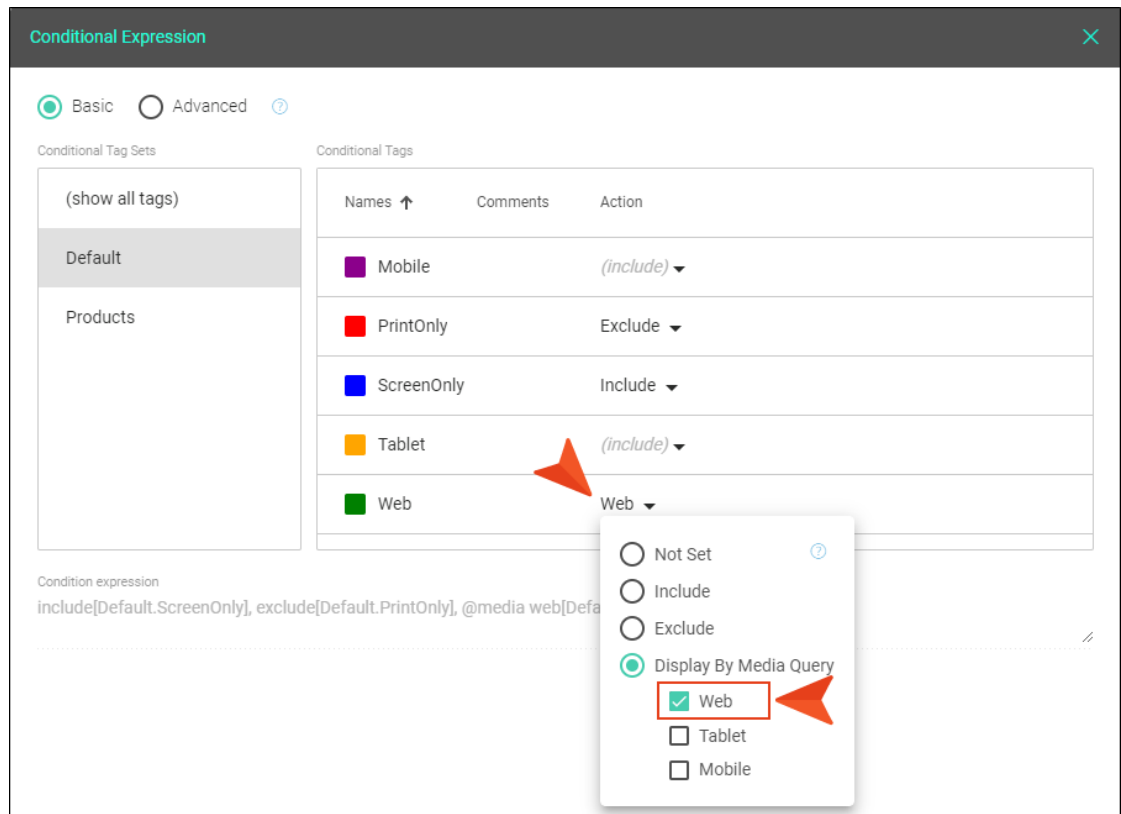 Conditional Expression
Basic Advanced ?
Conditional Tag Sets
Conditional Tags
(show all tags)
Default
Products
Names Comments Action
Mobile (include)
PrintOnly Exclude
ScreenOnly Include
Tablet (include)
Web Web
Not Set ?
Include
Exclude
Display By Media Query
Web
Tablet
Mobile
Condition expression
include[Default.ScreenOnly], exclude[Default.PrintOnly], @media web[Defa